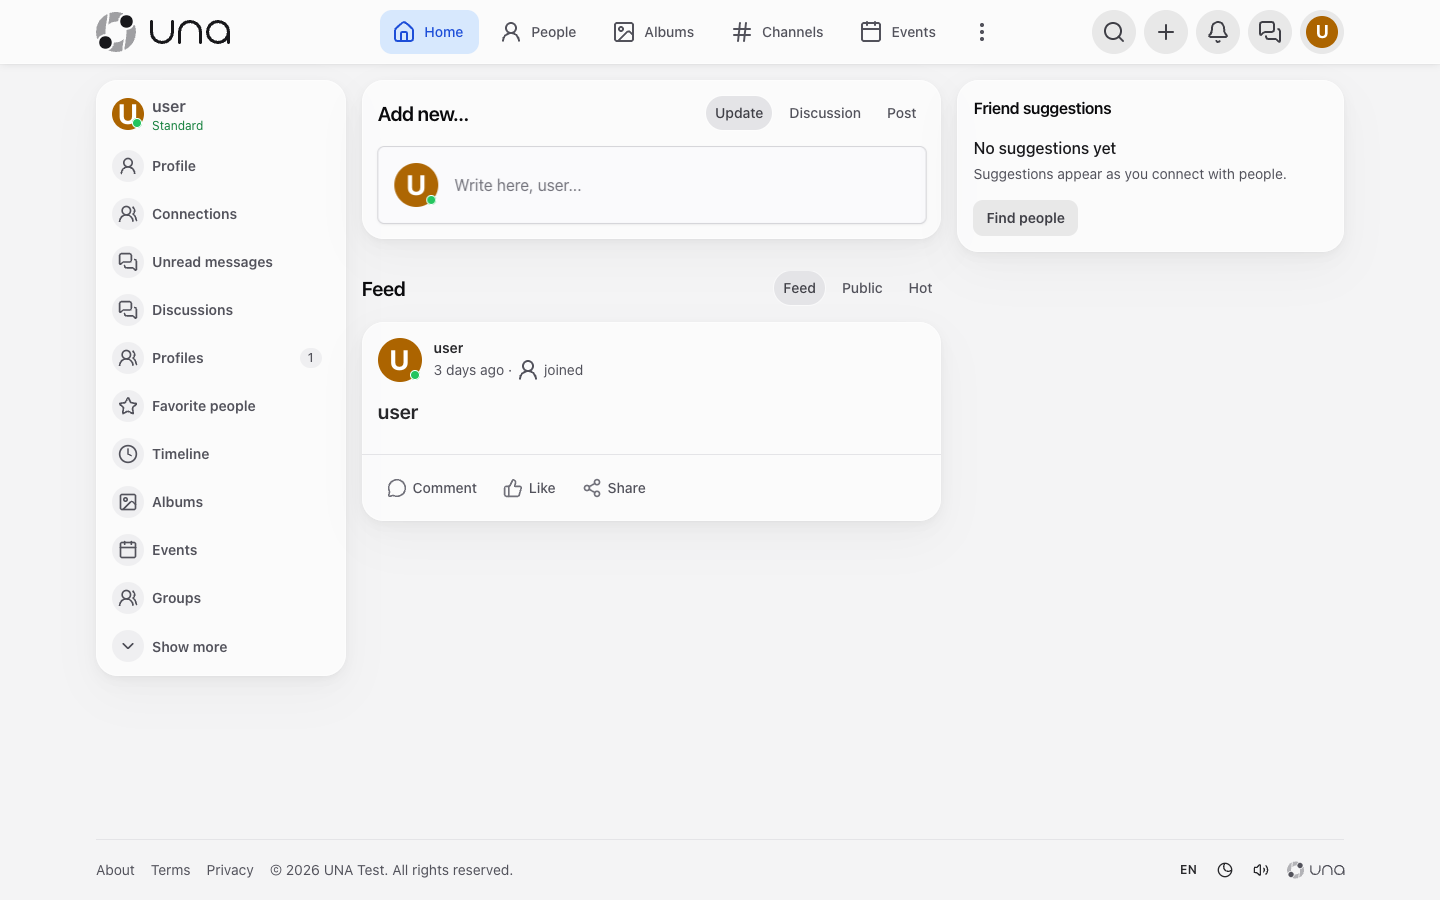 una
Home
People
Albums
Channels
Events
U
U
user
Standard
Profile
Connections
Unread messages
Discussions
Profiles
1
Favorite people
Timeline
Albums
Events
Groups
Show more
Add new...
Update
Discussion
Post
U
Write here, user...
Feed
Feed
Public
Hot
U
user
3 days ago · joined
user
Comment
Like
Share
Friend suggestions
No suggestions yet
Suggestions appear as you connect with people.
Find people
About
Terms
Privacy
© 2026 UNA Test. All rights reserved.
EN
una